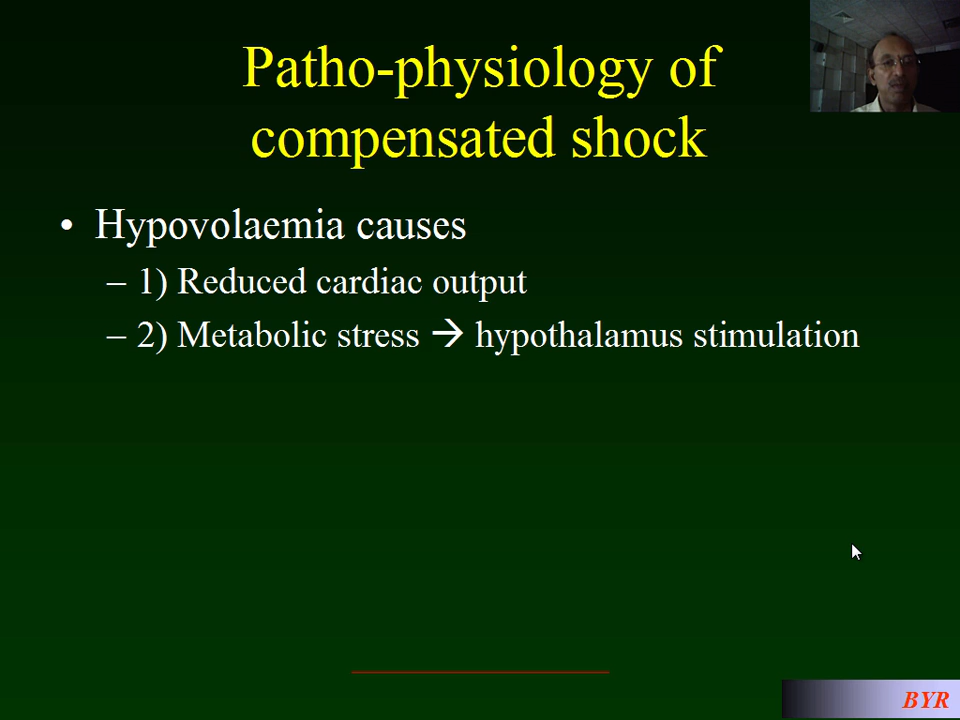 Patho-physiology of
compensated shock
• Hypovolaemia causes
– 1) Reduced cardiac output
– 2) Metabolic stress → hypothalamus stimulation
BYR